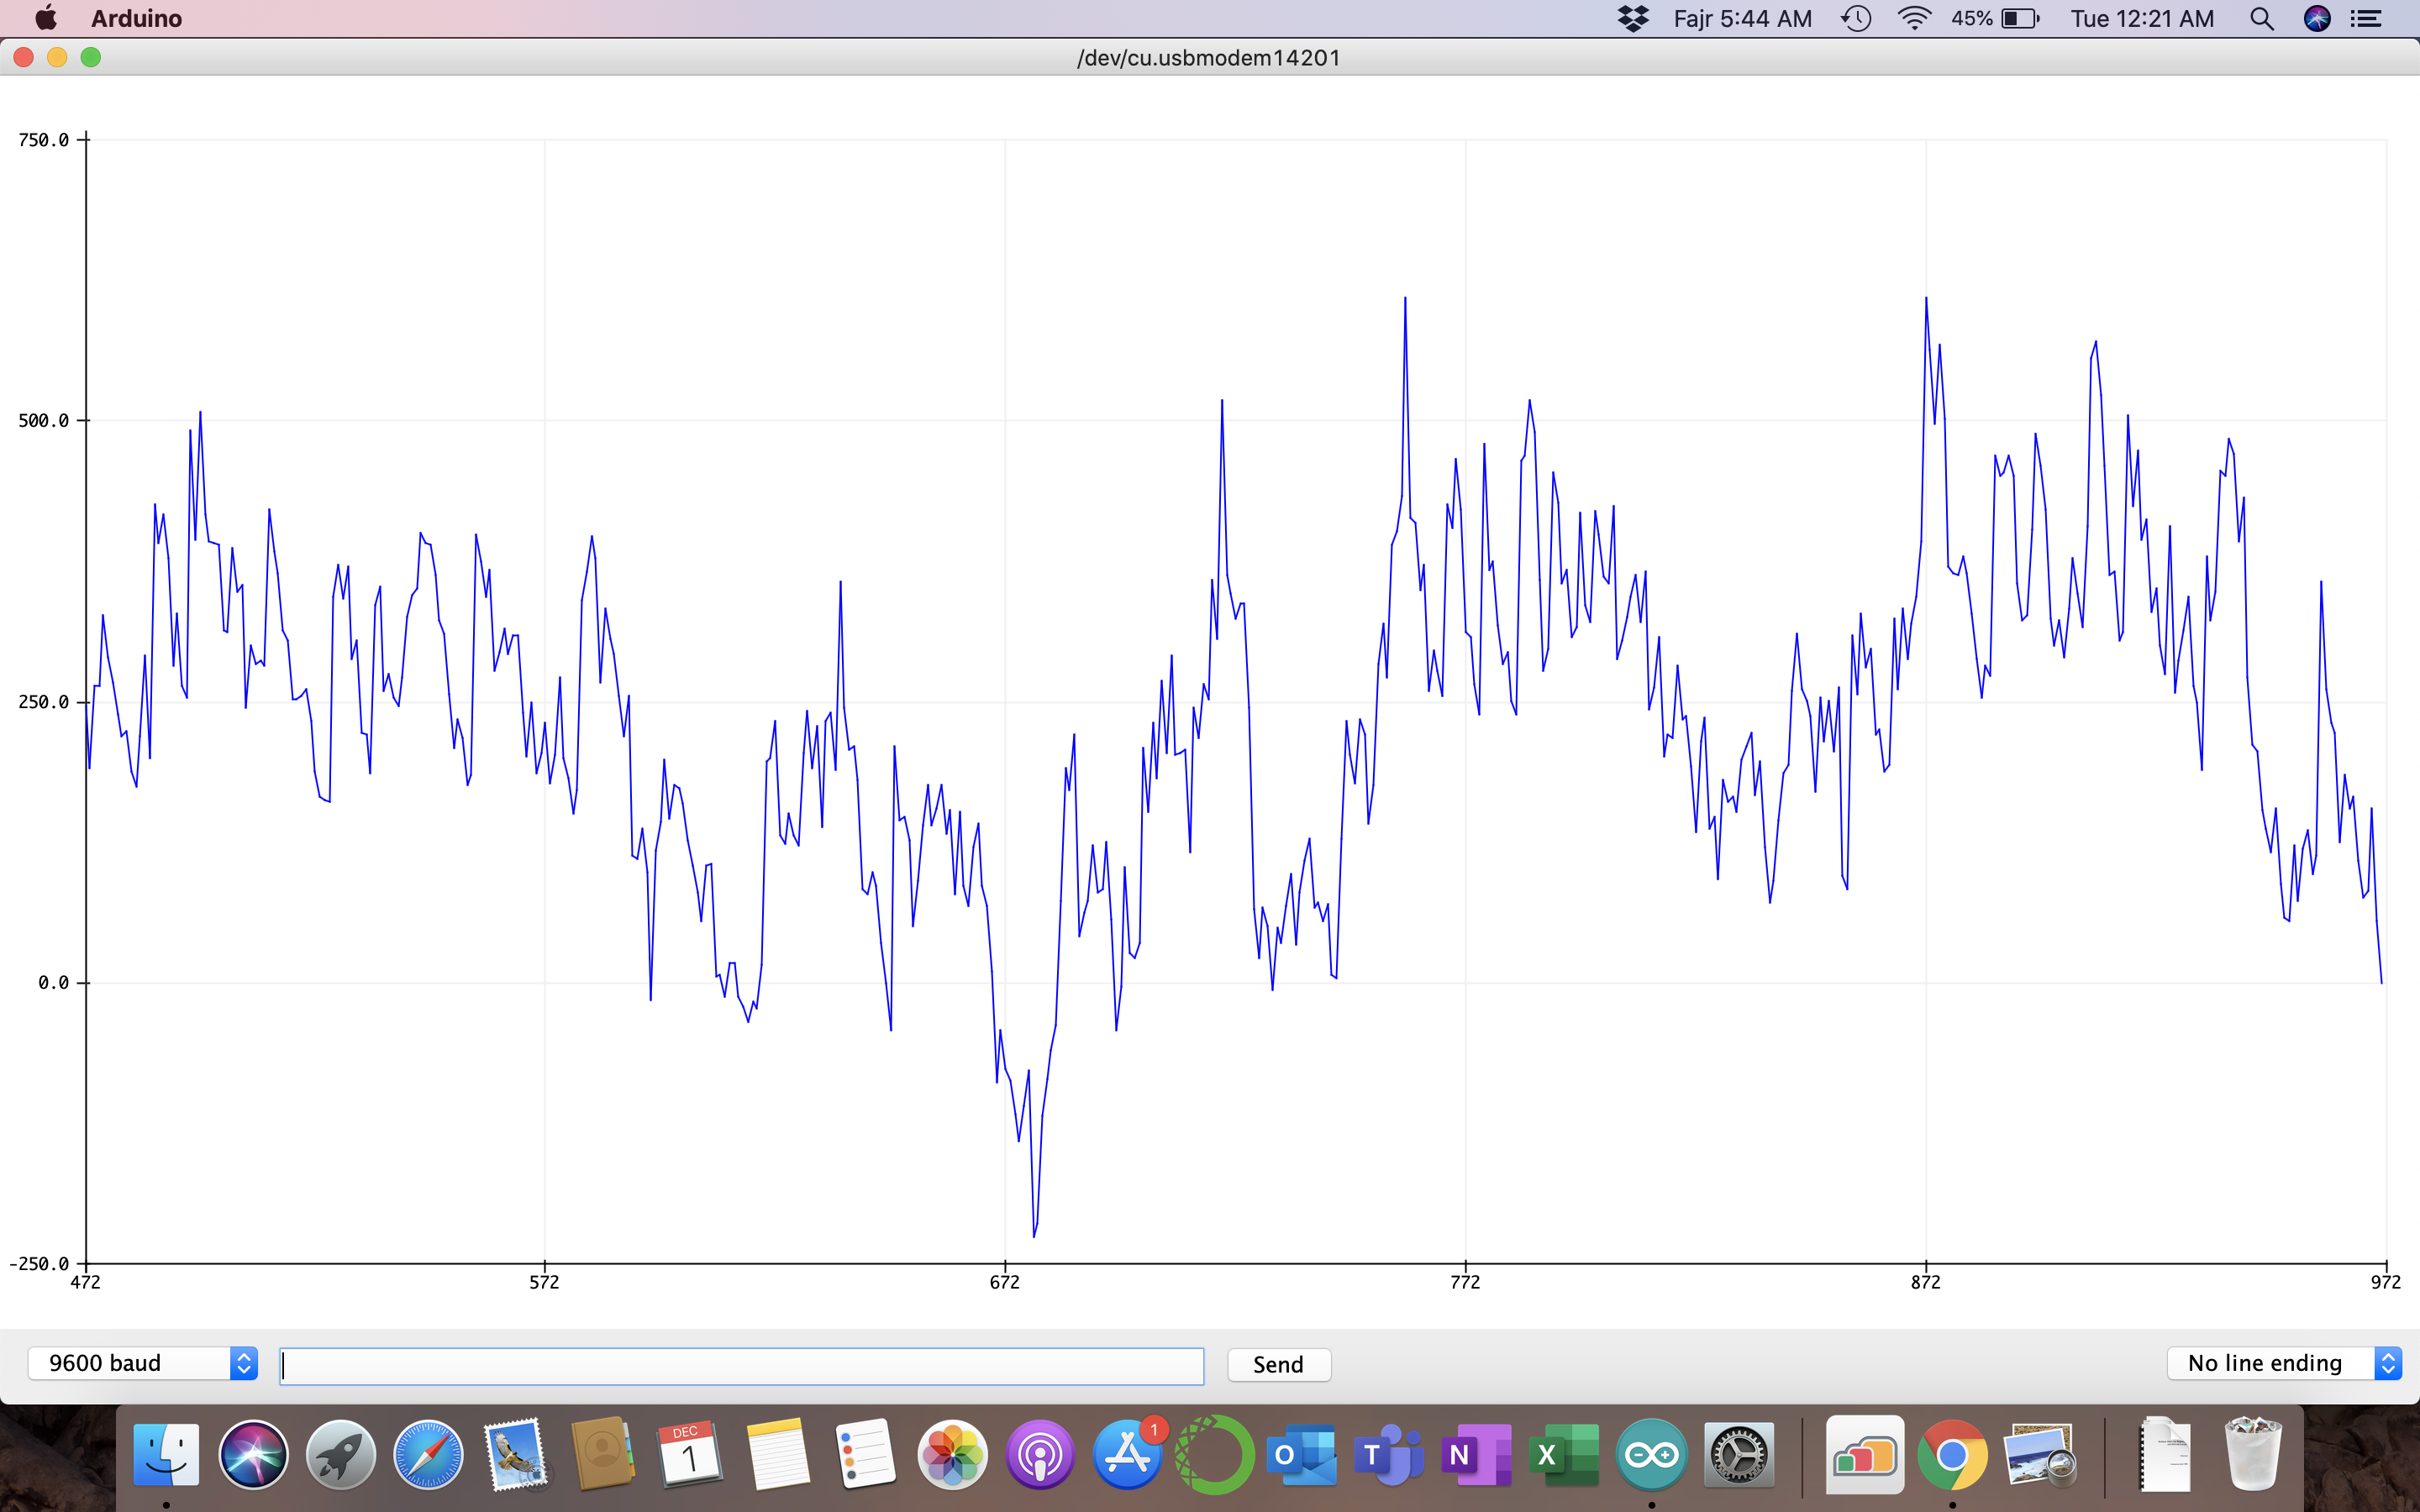 Arduino
Fajr 5:44 AM
45%
Tue 12:21 AM
/dev/cu.usbmodem14201
750.0
500.0
250.0
0.0
-250.0
472
572
672
772
872
972
9600 baud
Send
No line ending
DEC
1
1
O
T
N
X